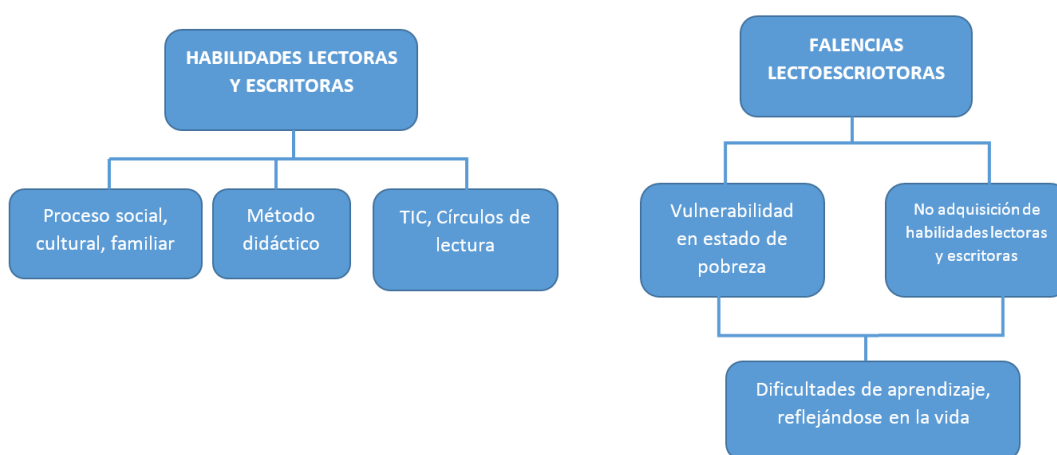 HABILIDADES LECTORAS
Y ESCRITORAS
Proceso social,
cultural, familiar
Método
didáctico
TIC, Círculos de
lectura
FALENCIAS
LECTOESCRIOTORAS
Vulnerabilidad
en estado de
pobreza
No adquisición de
habilidades lectoras
y escritoras
Dificultades de aprendizaje,
reflejándose en la vida